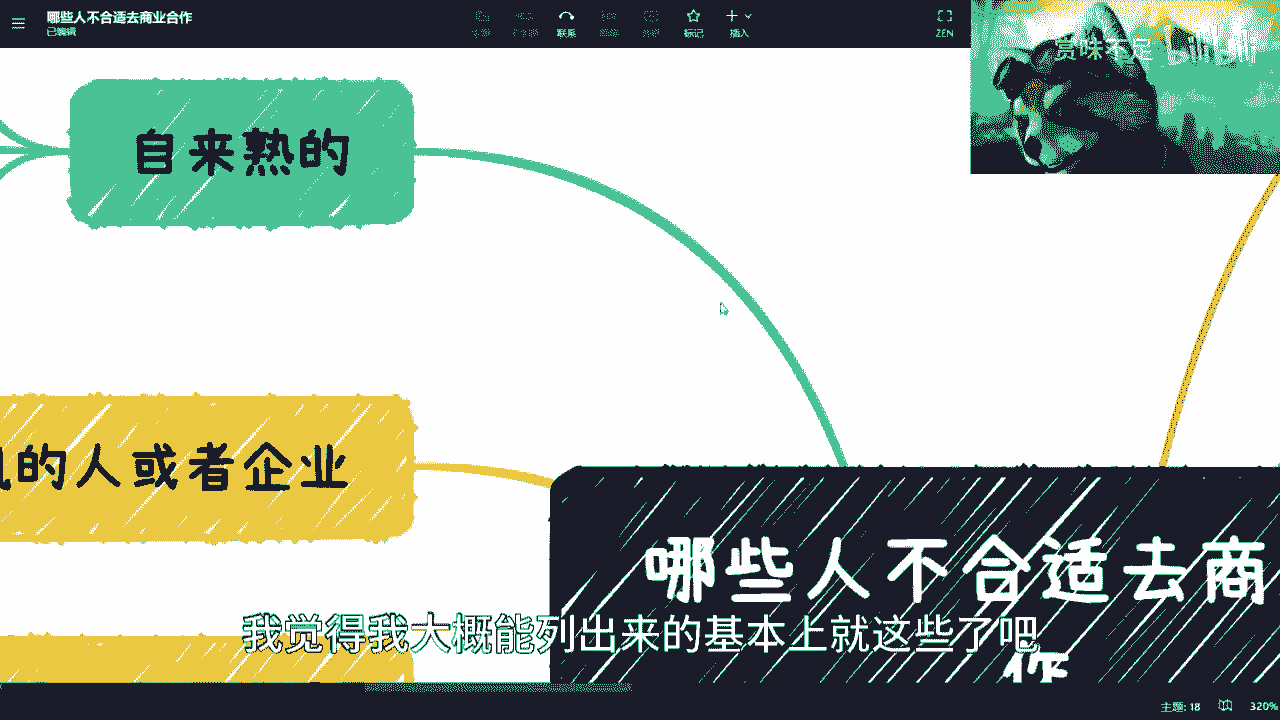 哪些人不合适去商业合作
已编辑
联系
标记
插入
ZEN
赏味不足
自来熟的
的人或者企业
哪些人不合适去商
作
我觉得我大概能列出来的基本上就这些了吧
主题: 18
320%